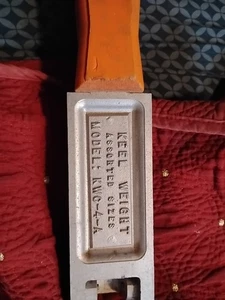 KEEL WEIGHT
ASSORTED SIZES
MODEL: KWO-4-A